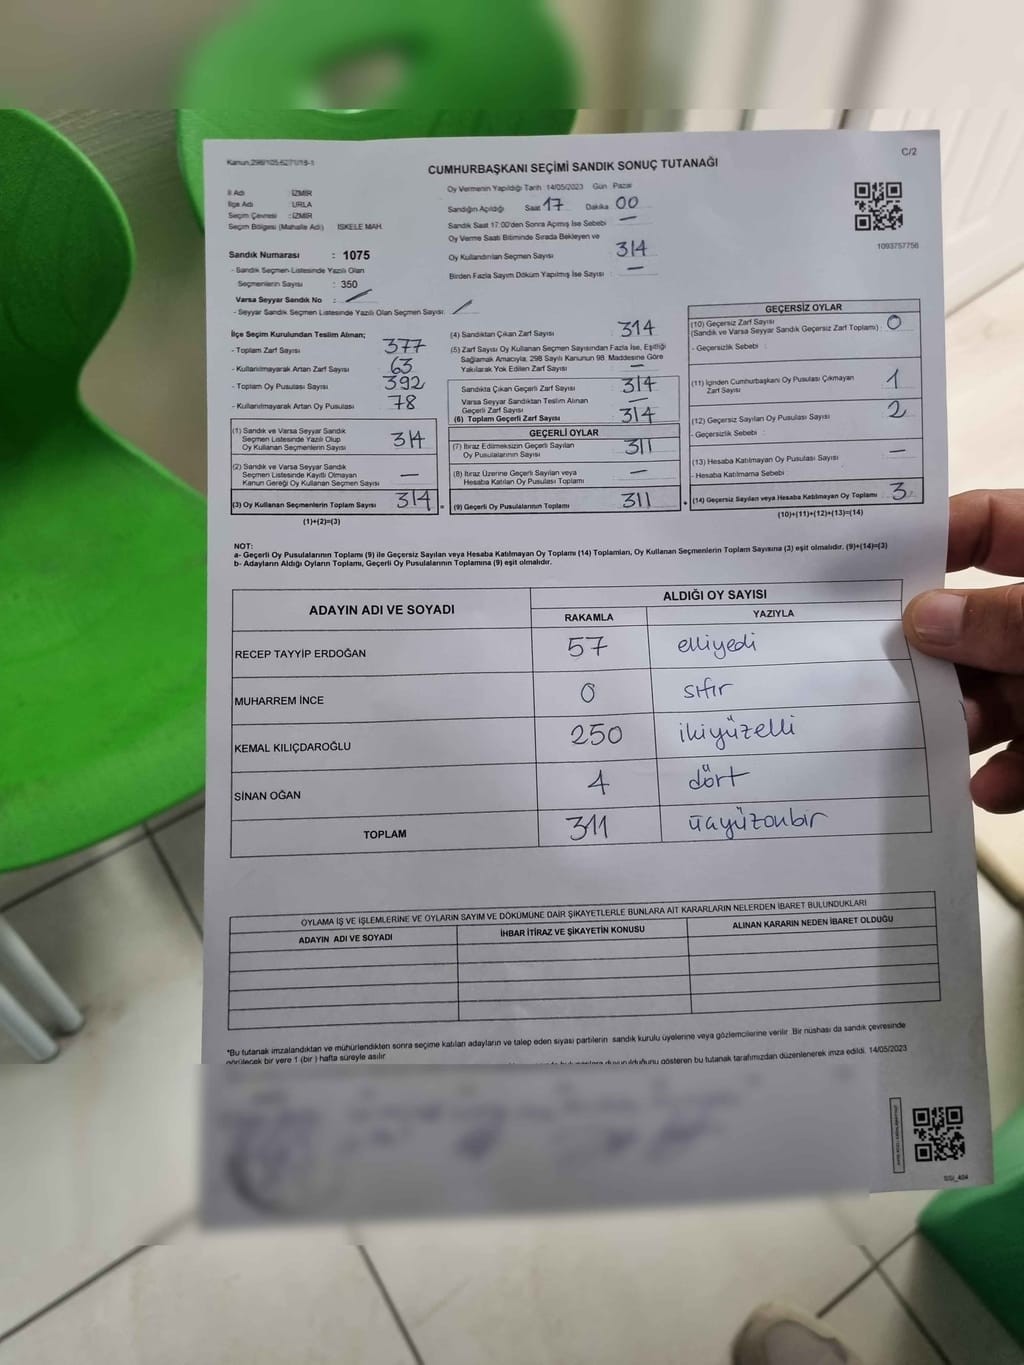 Kanun,298/105-6271/18-1
C/2
CUMHURBAŞKANI SEÇİMİ SANDIK SONUÇ TUTANAĞI
İl Adı : İZMİR
İlçe Adı : URLA
Seçim Çevresi : İZMİR
Seçim Bölgesi (Mahalle Adı) İSKELE MAH.
Oy Vermenin Yapıldığı Tarih : 14/05/2023 Gün Pazar
Sandığın Açıldığı Saat 17 Dakika 00
Sandık Saat 17:00'den Sonra Açımış İse Sebebi —
Oy Verme Saati Bitiminde Sırada Bekleyen ve
Oy Kullandırılan Seçmen Sayısı 314
Birden Fazla Sayım Döküm Yapılmış İse Sayısı : —
1093757756
Sandık Numarası : 1075
- Sandık Seçmen Listesinde Yazılı Olan
Seçmenlerin Sayısı : 350
Varsa Seyyar Sandık No :
- Seyyar Sandık Seçmen Listesinde Yazılı Olan Seçmen Sayısı:
İlçe Seçim Kurulundan Teslim Alınan;
- Toplam Zarf Sayısı 377
- Kullanılmayarak Artan Zarf Sayısı 63
- Toplam Oy Pusulası Sayısı 392
- Kullanılmayarak Artan Oy Pusulası 78
(1) Sandık ve Varsa Seyyar Sandık
Seçmen Listesinde Yazılı Olup
Oy Kullanan Seçmenlerin Sayısı 314
(2) Sandık ve Varsa Seyyar Sandık
Seçmen Listesinde Kayıtlı Olmayan
Kanun Gereği Oy Kullanan Seçmen Sayısı —
(3) Oy Kullanan Seçmenlerin Toplam Sayısı 314
(1)+(2)=(3)
(4) Sandıktan Çıkan Zarf Sayısı : 314
(5) Zarf Sayısı Oy Kullanan Seçmen Sayısından Fazla İse, Eşitliği
Sağlamak Amacıyla, 298 Sayılı Kanunun 98. Maddesine Göre
Yakılarak Yok Edilen Zarf Sayısı : —
Sandıkta Çıkan Geçerli Zarf Sayısı : 314
Varsa Seyyar Sandıktan Teslim Alınan
Geçerli Zarf Sayısı —
(6) Toplam Geçerli Zarf Sayısı : 314
GEÇERLİ OYLAR
(7) İtiraz Edilmeksizin Geçerli Sayılan
Oy Pusulalarının Sayısı : 311
(8) İtiraz Üzerine Geçerli Sayılan veya
Hesaba Katılan Oy Pusulası Toplamı —
(9) Geçerli Oy Pusulalarının Toplamı : 311
GEÇERSİZ OYLAR
(10) Geçersiz Zarf Sayısı
(Sandık ve Varsa Seyyar Sandık Geçersiz Zarf Toplamı) : 0
- Geçersizlik Sebebi :
(11) İçinden Cumhurbaşkanı Oy Pusulası Çıkmayan
Zarf Sayısı 1
(12) Geçersiz Sayılan Oy Pusulası Sayısı 2
- Geçersizlik Sebebi :
(13) Hesaba Katılmayan Oy Pusulası Sayısı —
- Hesaba Katılmama Sebebi
(14) Geçersiz Sayılan veya Hesaba Katılmayan Oy Toplamı 3
(10)+(11)+(12)+(13)=(14)
NOT:
a- Geçerli Oy Pusulalarının Toplamı (9) ile Geçersiz Sayılan veya Hesaba Katılmayan Oy Toplamı (14) Toplamları, Oy Kullanan Seçmenlerin Toplam Sayısına (3) eşit olmalıdır. (9)+(14)=(3)
b- Adayların Aldığı Oyların Toplamı, Geçerli Oy Pusulalarının Toplamına (9) eşit olmalıdır.
ADAYIN ADI VE SOYADI
ALDIĞI OY SAYISI
RAKAMLA YAZIYLA
RECEP TAYYİP ERDOĞAN 57 elliyedi
MUHARREM İNCE 0 sıfır
KEMAL KILIÇDAROĞLU 250 ikiyüzelli
SİNAN OĞAN 4 dört
TOPLAM 311 üçyüzonbir
OYLAMA İŞ VE İŞLEMLERİNE VE OYLARIN SAYIM VE DÖKÜMÜNE DAİR ŞİKAYETLERLE BUNLARA AİT KARARLARIN NELERDEN İBARET BULUNDUKLARI
ADAYIN ADI VE SOYADI İHBAR İTİRAZ VE ŞİKAYETİN KONUSU ALINAN KARARIN NEDEN İBARET OLDUĞU
*Bu tutanak imzalandıktan ve mühürlendikten sonra seçime katılan adayların ve talep eden siyasi partilerin sandık kurulu üyelerine veya gözlemcilerine verilir. Bir nüshası da sandık çevresinde
görülecek bir yere 1 (bir) hafta süreyle asılır.
duyurulduğunu gösteren bu tutanak tarafımızdan düzenlenerek imza edildi. 14/05/2023